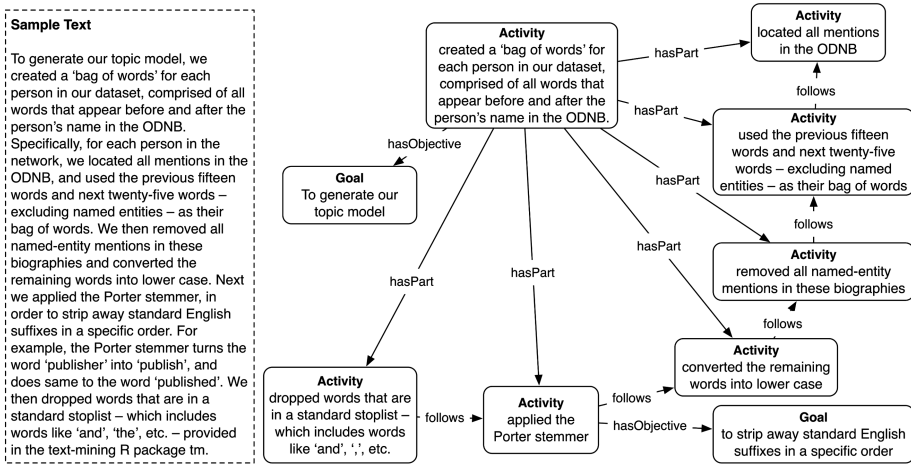 Sample Text
To generate our topic model, we
created a ‘bag of words’ for each
person in our dataset, comprised of all
words that appear before and after the
person’s name in the ODNB.
Specifically, for each person in the
network, we located all mentions in the
ODNB, and used the previous fifteen
words and next twenty-five words –
excluding named entities – as their
bag of words. We then removed all
named-entity mentions in these
biographies and converted the
remaining words into lower case. Next
we applied the Porter stemmer, in
order to strip away standard English
suffixes in a specific order. For
example, the Porter stemmer turns the
word ‘publisher’ into ‘publish’, and
does same to the word ‘published’. We
then dropped words that are in a
standard stoplist – which includes
words like ‘and’, ‘the’, etc. – provided
in the text-mining R package tm.
Activity
created a ‘bag of words’ for
each person in our dataset,
comprised of all words that
appear before and after the
person’s name in the ODNB.
hasPart
Activity
located all mentions
in the ODNB
follows
hasPart
Activity
used the previous fifteen
words and next twenty-five
words – excluding named
entities – as their bag of words
hasObjective
Goal
To generate our
topic model
hasPart
follows
Activity
removed all named-entity
mentions in these biographies
hasPart
hasPart
hasPart
follows
Activity
converted the remaining
words into lower case
Activity
dropped words that are
in a standard stoplist –
which includes words
like ‘and’, ‘,’, etc.
follows
Activity
applied the
Porter stemmer
follows
hasObjective
Goal
to strip away standard English
suffixes in a specific order